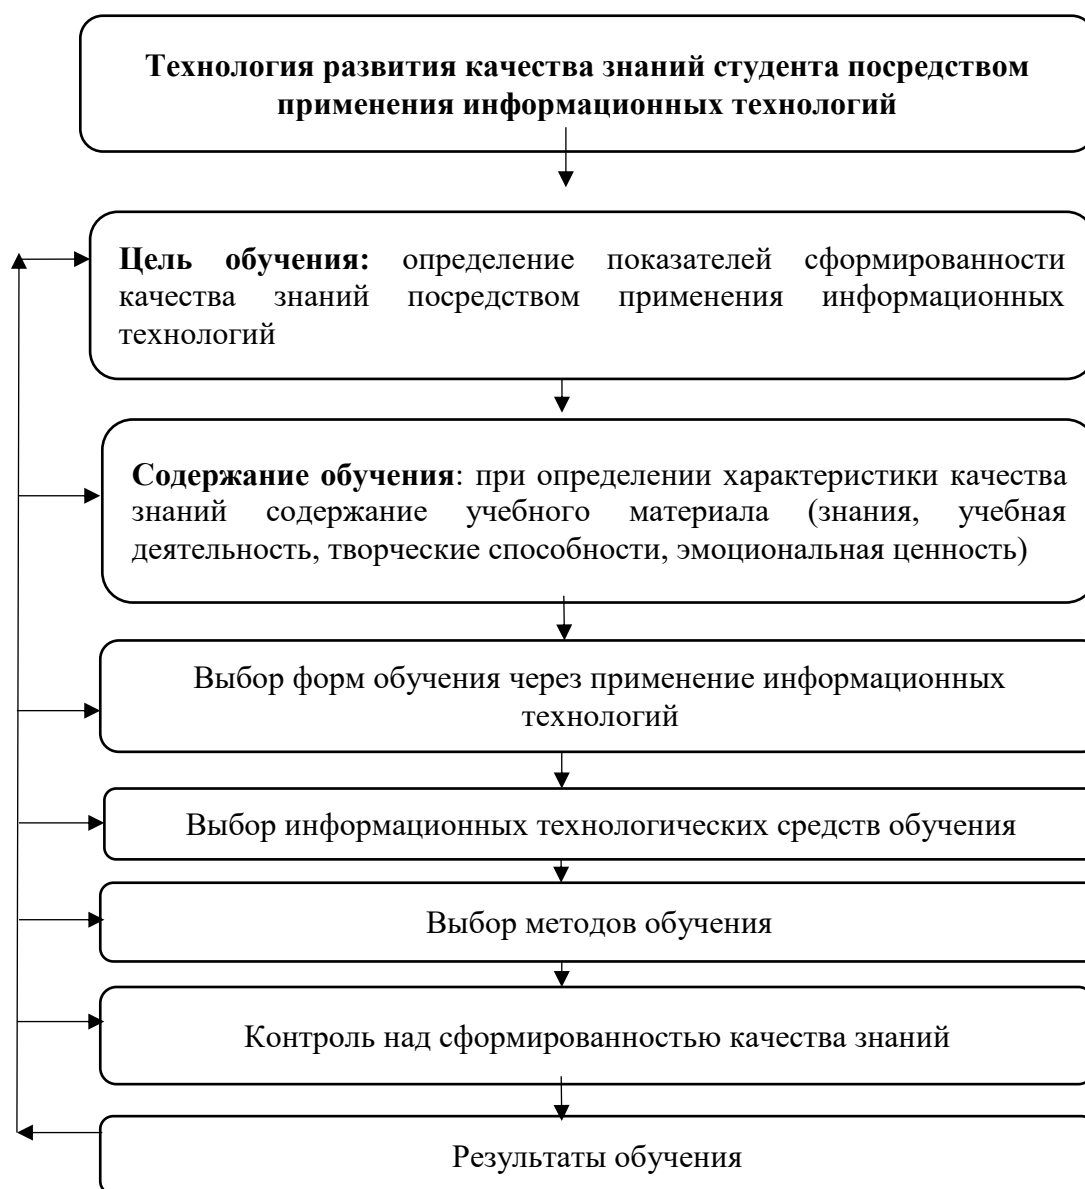 Технология развития качества знаний студента посредством
применения информационных технологий
Цель обучения: определение показателей сформированности
качества знаний посредством применения информационных
технологий
Содержание обучения: при определении характеристики качества
знаний содержание учебного материала (знания, учебная
деятельность, творческие способности, эмоциональная ценность)
Выбор форм обучения через применение информационных
технологий
Выбор информационных технологических средств обучения
Выбор методов обучения
Контроль над сформированностью качества знаний
Результаты обучения